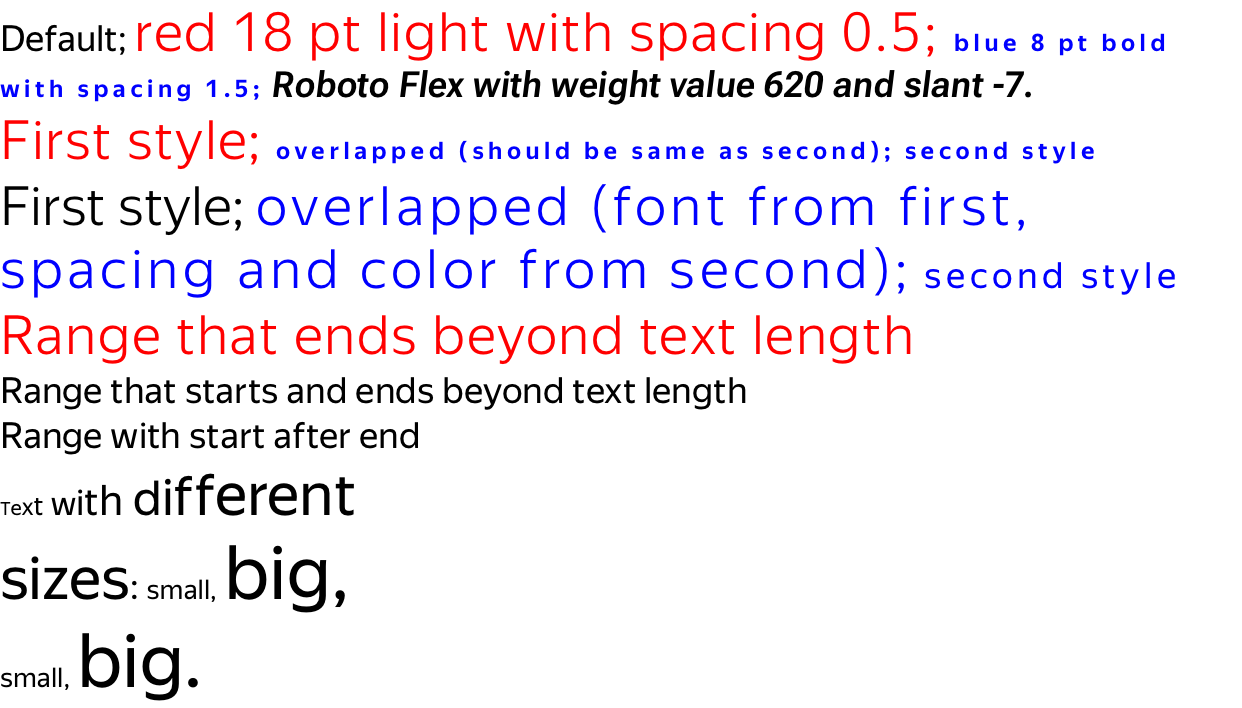 Default; red 18 pt light with spacing 0.5; blue 8 pt bold
with spacing 1.5; Roboto Flex with weight value 620 and slant -7.
First style; overlapped (should be same as second); second style
First style; overlapped (font from first,
spacing and color from second); second style
Range that ends beyond text length
Range that starts and ends beyond text length
Range with start after end
Text with different
sizes: small, big,
small, big.